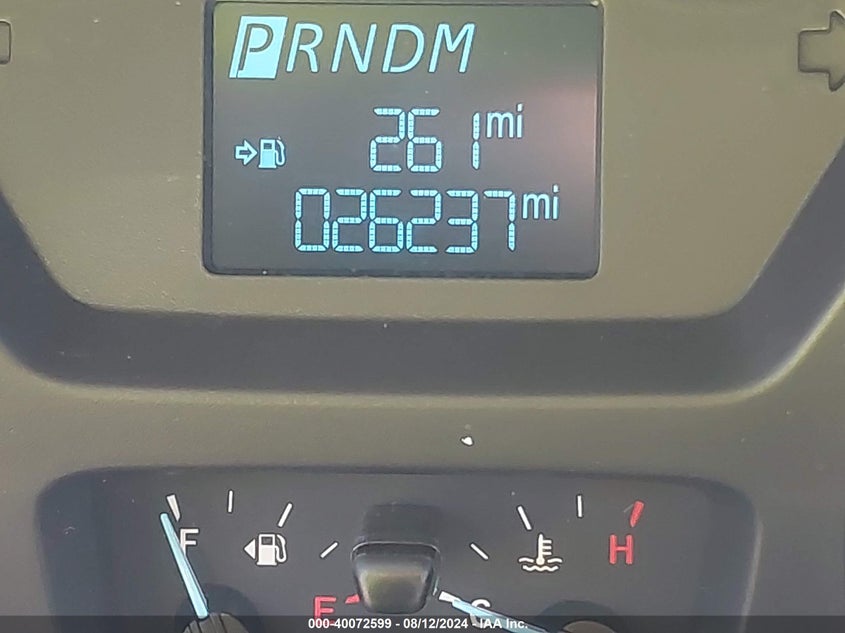 PRNDM
261 mi
026237 mi
F
H
E
C
000-40072599 - 08/12/2024 - IAA Inc.